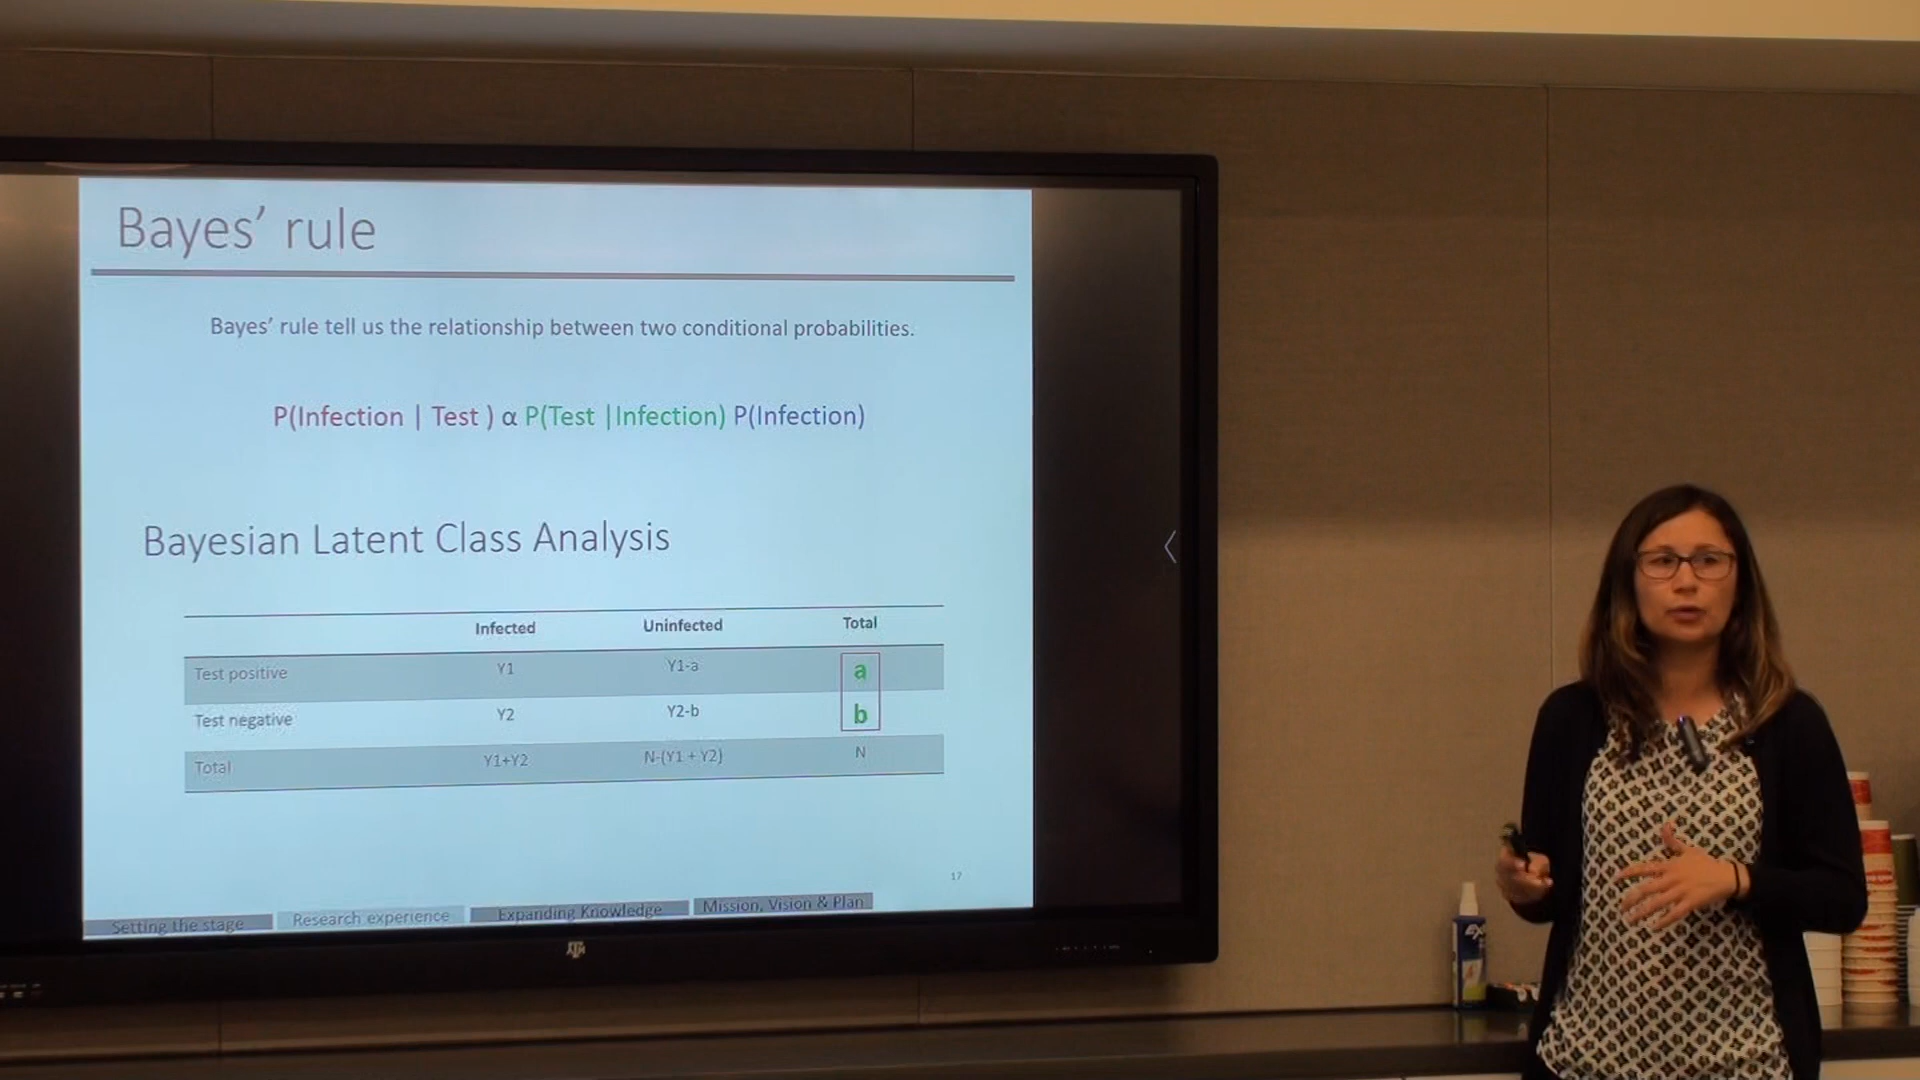 Bayes’ rule
Bayes’ rule tell us the relationship between two conditional probabilities.
P(Infection | Test ) α P(Test |Infection) P(Infection)
Bayesian Latent Class Analysis
Infected Uninfected Total
Test positive Y1 Y1-a a
Test negative Y2 Y2-b b
Total Y1+Y2 N-(Y1 + Y2) N
17
Setting the stage Research experience Expanding Knowledge Mission, Vision & Plan
ATM